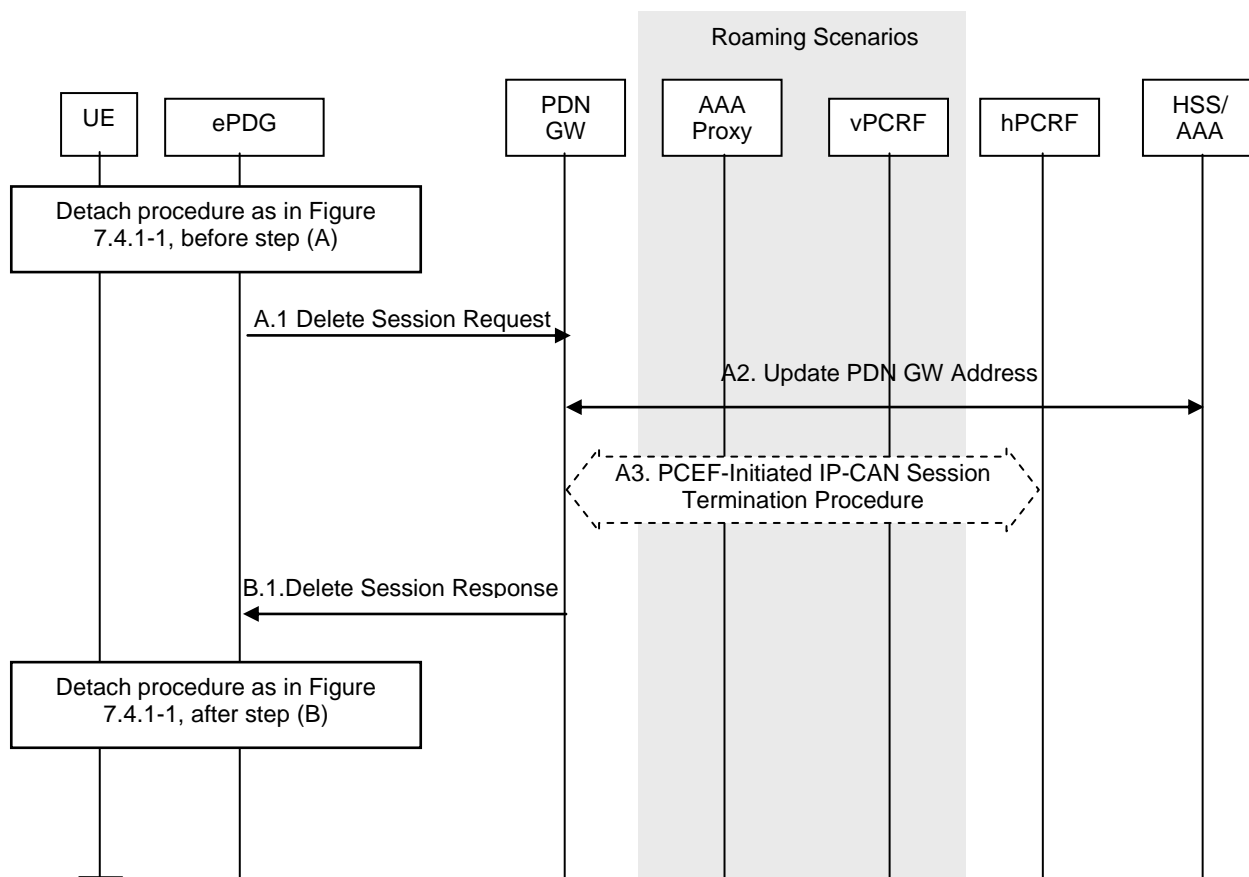 Roaming Scenarios
UE
ePDG
PDN
GW
AAA
Proxy
vPCRF
hPCRF
HSS/
AAA
Detach procedure as in Figure
7.4.1-1, before step (A)
A.1 Delete Session Request
A2. Update PDN GW Address
A3. PCEF-Initiated IP-CAN Session
Termination Procedure
B.1.Delete Session Response
Detach procedure as in Figure
7.4.1-1, after step (B)